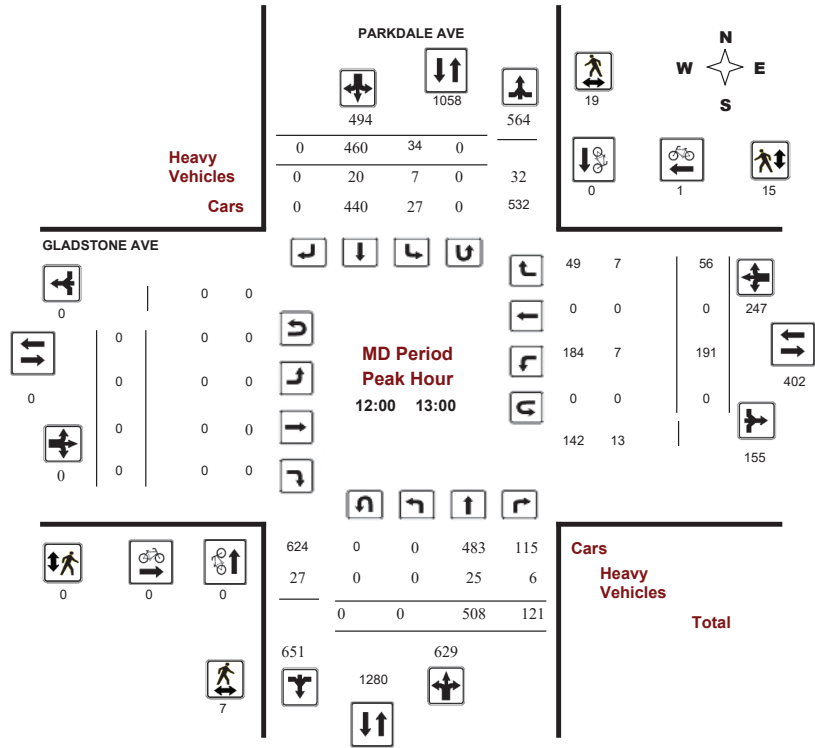 PARKDALE AVE
N
W E
S
1058
19
494 564
0 460 34 0
Heavy
Vehicles
0 20 7 0 32
Cars 0 440 27 0 532
0 1 15
GLADSTONE AVE
49 7 56
0 0 0
0 0 0 247
0 0 0
MD Period
184 7 191
Peak Hour
0 0 0
402
0
12:00 13:00
0 0 0
0 0 0
142 13
0
0 0 0
155
624 0 0 483 115 Cars
27 0 0 25 6 Heavy
Vehicles
0 0 0
0 0 508 121
Total
651 629
1280
7